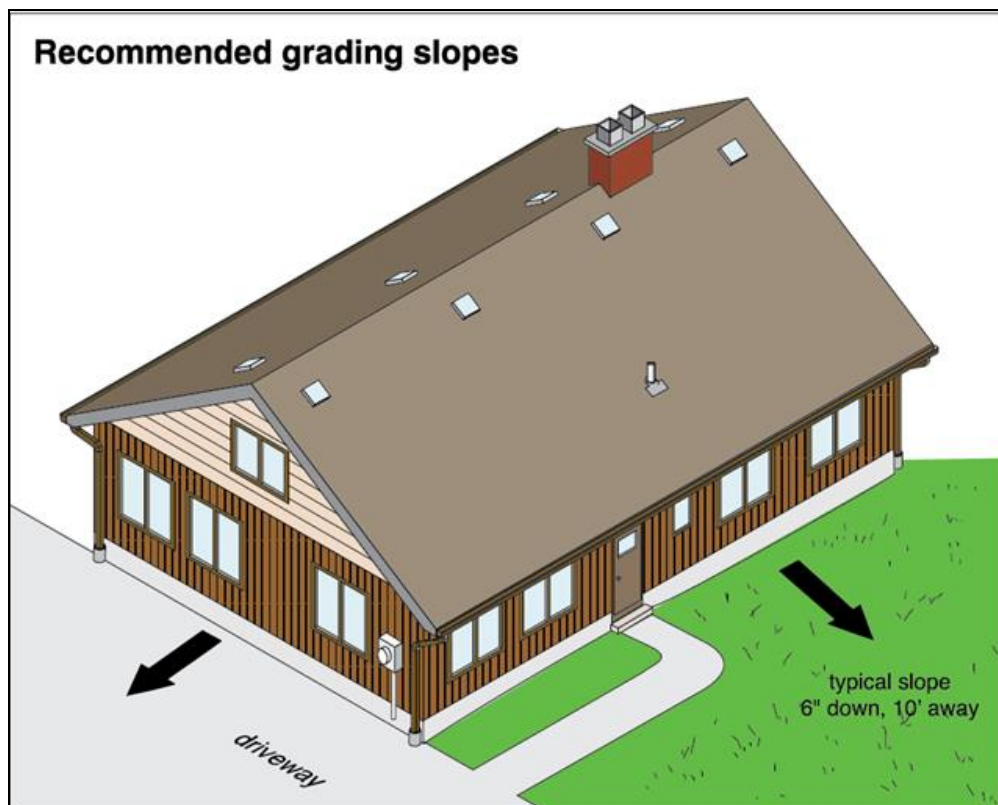 Recommended grading slopes
typical slope
6" down, 10' away
driveway